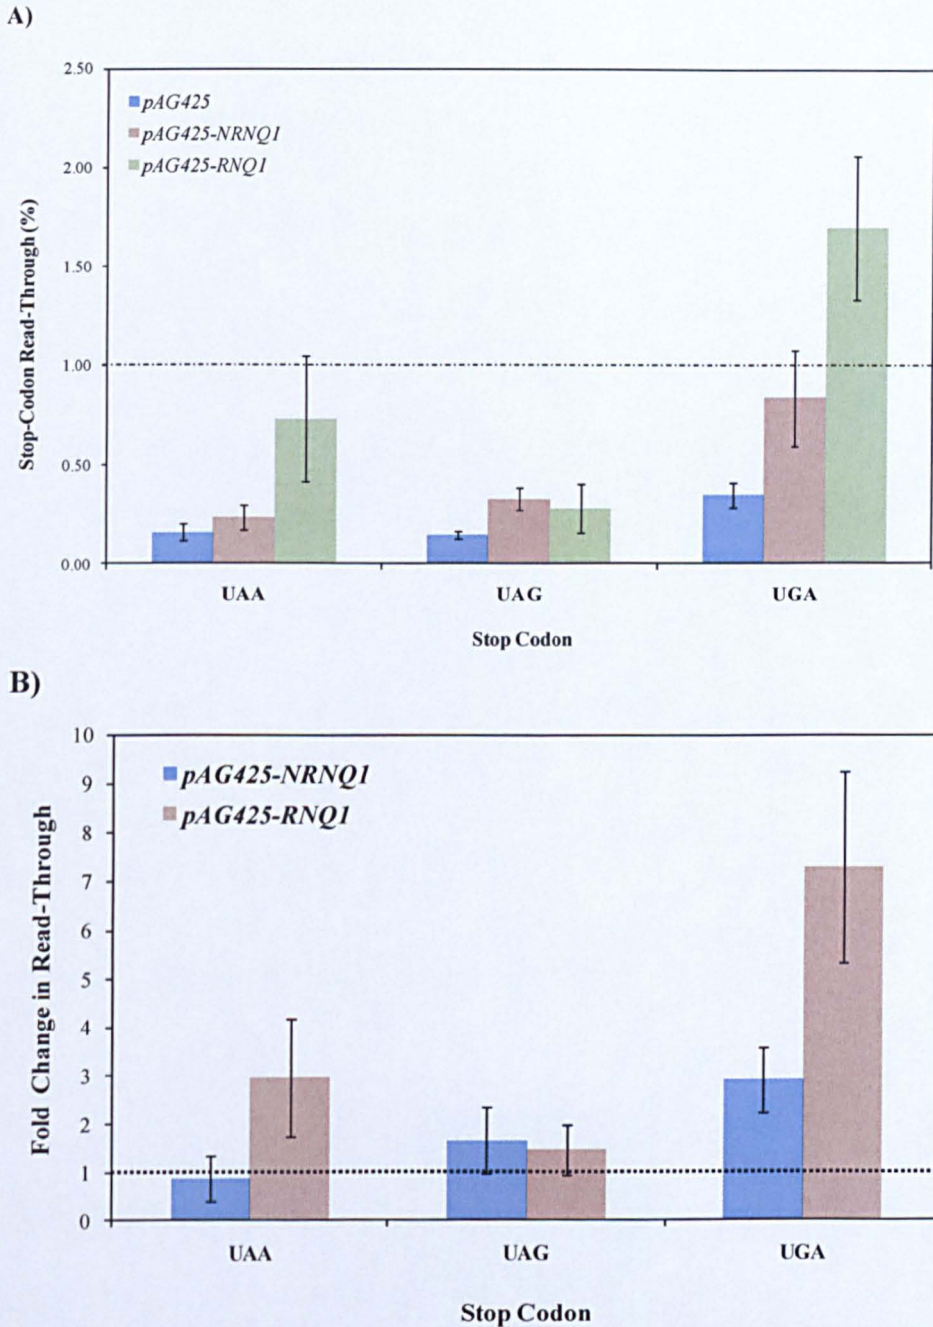 A)
2.50
2.00
1.50
1.00
0.50
0.00
Stop-Codon Read-Through (%)
pAG425
pAG425-NRNQ1
pAG425-RNQ1
UAA UAG UGA
Stop Codon
B)
10
9
8
7
6
5
4
3
2
1
0
Fold Change in Read-Through
pAG425-NRNQ1
pAG425-RNQ1
UAA UAG UGA
Stop Codon